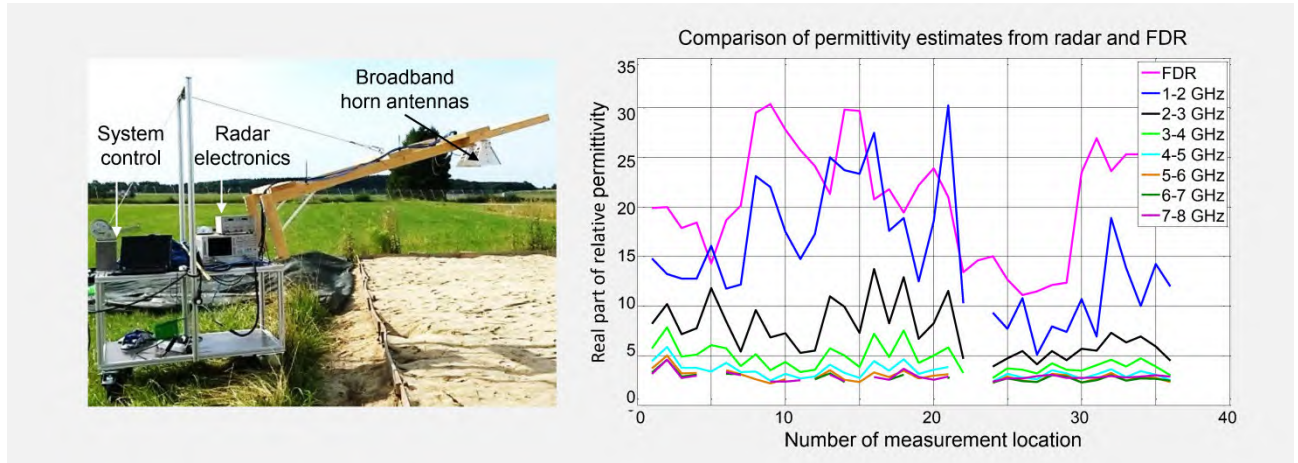 Broadband
horn antennas
System
control
Radar
electronics
Comparison of permittivity estimates from radar and FDR
Real part of relative permittivity
35
30
25
20
15
10
5
0
-
10
20
30
40
Number of measurement location
FDR
1-2 GHz
2-3 GHz
3-4 GHz
4-5 GHz
5-6 GHz
6-7 GHz
7-8 GHz